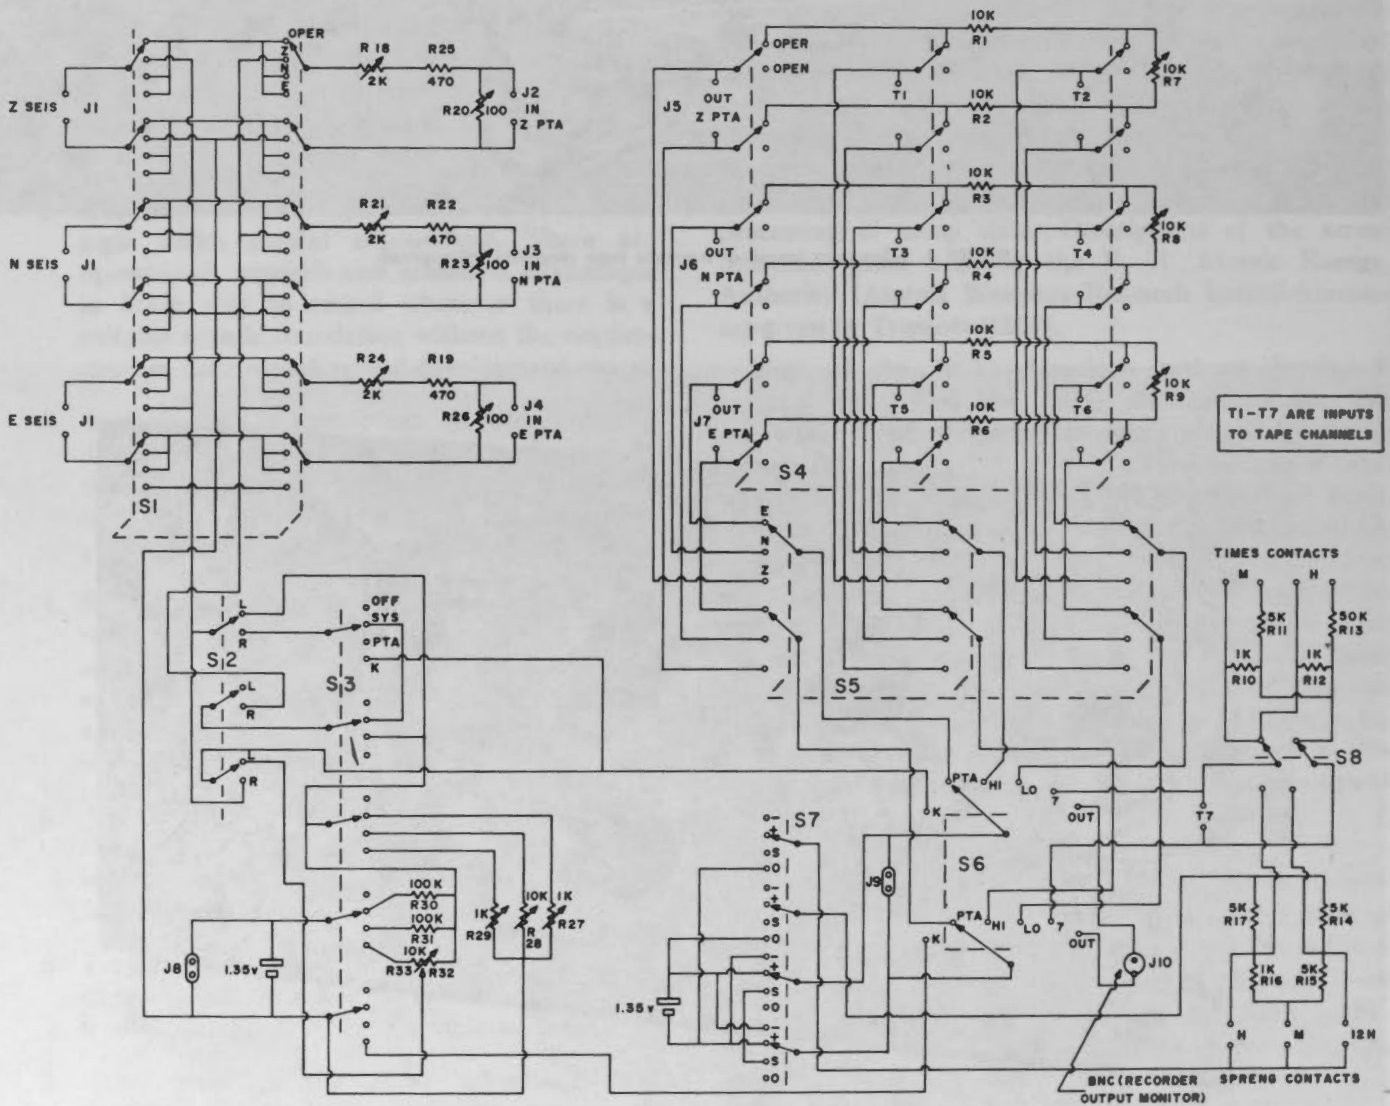 OPER
Z
N
E
R 18
2K
R25
470
R20
100
J2
IN
Z PTA
Z SEIS
J1
R21
2K
R22
470
R23
100
J3
IN
N PTA
N SEIS
J1
R24
2K
R19
470
R26
100
J4
IN
E PTA
E SEIS
J1
S1
OPER
OPEN
J5
OUT
Z PTA
T1
T2
10K
R1
10K
R2
10K
R7
J6
OUT
N PTA
T3
T4
10K
R3
10K
R4
10K
R8
J7
OUT
E PTA
T5
T6
10K
R5
10K
R6
10K
R9
S4
T1-T7 ARE INPUTS
TO TAPE CHANNELS
E
N
Z
S5
TIMES CONTACTS
M
H
5K
R11
50K
R13
1K
R10
1K
R12
S8
L
R
S2
L
R
L
R
OFF
SYS
PTA
K
S3
100K
R30
100K
R31
10K
R33
R32
1K
R29
10K
R
28
1K
R27
J8
1.35v
S7
-
+
S
O
-
+
S
O
-
+
S
O
-
+
S
O
1.35v
J9
S6
K
PTA
HI
LO
7
OUT
T7
K
PTA
HI
LO
7
OUT
J10
5K
R17
5K
R14
1K
R16
5K
R15
H
M
12H
BNC (RECORDER
OUTPUT MONITOR)
SPRENG CONTACTS